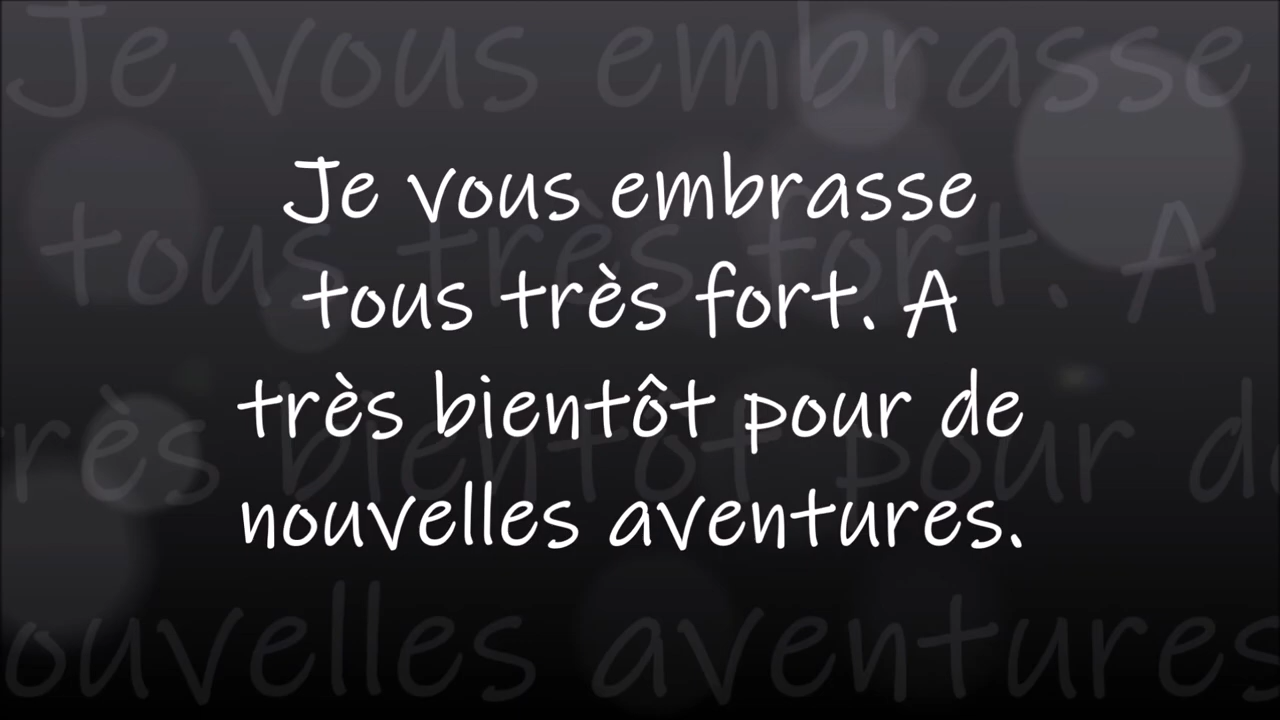 Je vous embrasse
tous très fort. A
très bientôt pour de
nouvelles aventures.